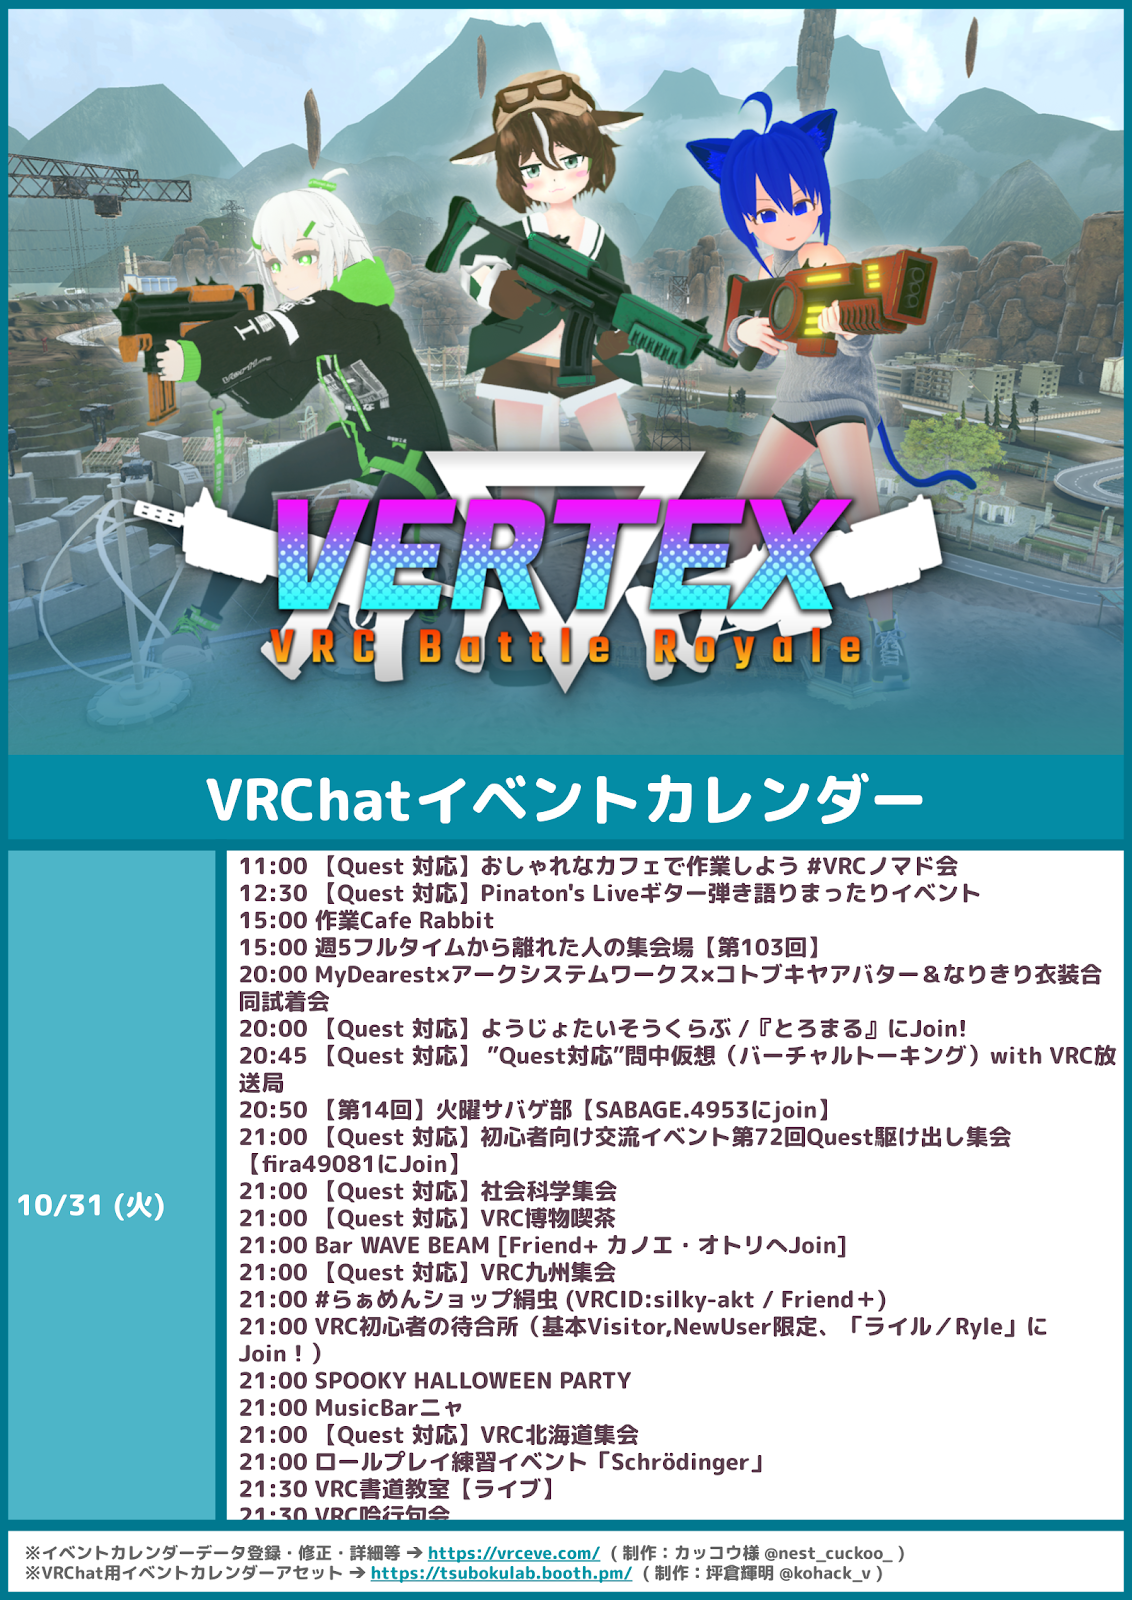 VERTEX
VRC Battle Royale
VRChatイベントカレンダー
10/31 (火)
11:00 【Quest 対応】おしゃれなカフェで作業しよう #VRCノマド会
12:30 【Quest 対応】Pinaton's Liveギター弾き語りまったりイベント
15:00 作業Cafe Rabbit
15:00 週5フルタイムから離れた人の集会場【第103回】
20:00 MyDearest×アークシステムワークス×コトブキヤアバター＆なりきり衣装合
同試着会
20:00 【Quest 対応】ようじょたいそうくらぶ /『とろまる』にJoin!
20:45 【Quest 対応】 ”Quest対応”問中仮想（バーチャルトーキング）with VRC放
送局
20:50 【第14回】火曜サバゲ部【SABAGE.4953にjoin】
21:00 【Quest 対応】初心者向け交流イベント第72回Quest駆け出し集会
【fira49081にJoin】
21:00 【Quest 対応】社会科学集会
21:00 【Quest 対応】VRC博物喫茶
21:00 Bar WAVE BEAM [Friend+ カノエ・オトリへJoin]
21:00 【Quest 対応】VRC九州集会
21:00 #らぁめんショップ絹虫 (VRCID:silky-akt / Friend＋)
21:00 VRC初心者の待合所（基本Visitor,NewUser限定、「ライル／Ryle」に
Join！）
21:00 SPOOKY HALLOWEEN PARTY
21:00 MusicBarニャ
21:00 【Quest 対応】VRC北海道集会
21:00 ロールプレイ練習イベント「Schrödinger」
21:30 VRC書道教室【ライブ】
21:30 VRC吟行句会
※イベントカレンダーデータ登録・修正・詳細等 ➔ https://vrceve.com/ （制作：カッコウ様 @nest_cuckoo_ ）
※VRChat用イベントカレンダーアセット ➔ https://tsubokulab.booth.pm/ （制作：坪倉輝明 @kohack_v ）